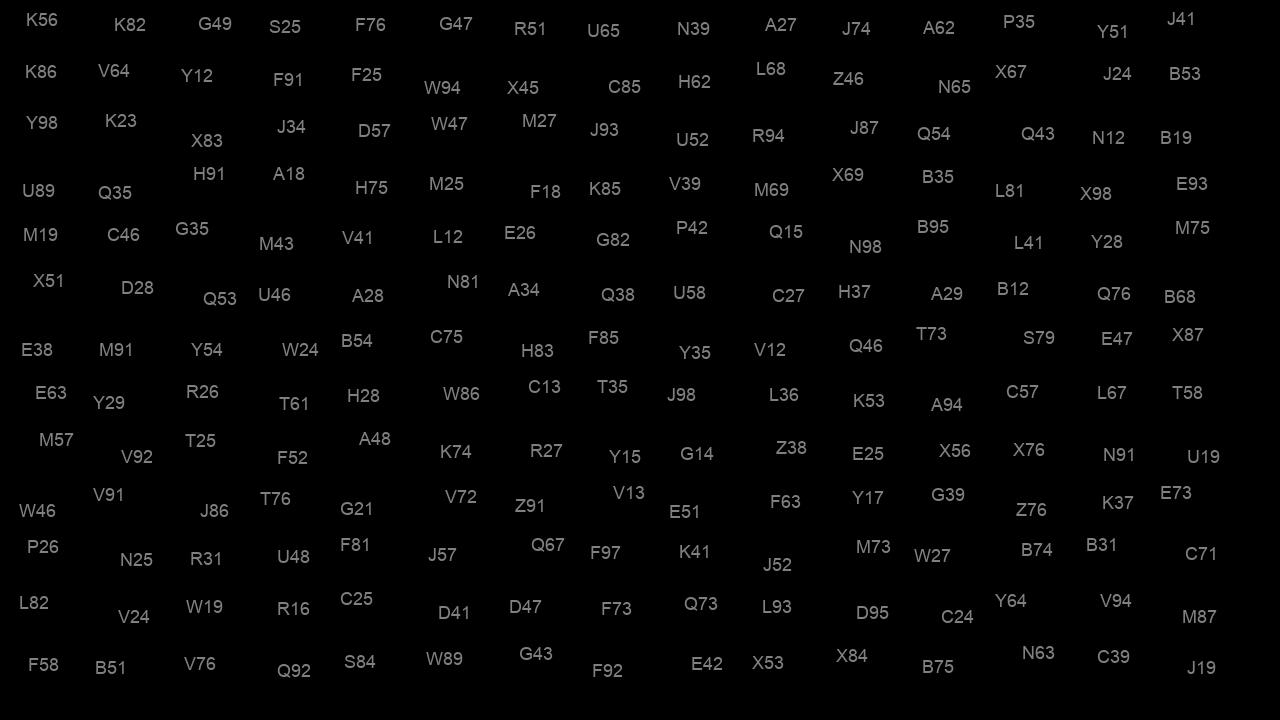 K56 K82 G49 S25 F76 G47 R51 U65 N39 A27 J74 A62 P35 Y51 J41
K86 V64 Y12 F91 F25 W94 X45 C85 H62 L68 Z46 N65 X67 J24 B53
Y98 K23 X83 J34 D57 W47 M27 J93 U52 R94 J87 Q54 Q43 N12 B19
U89 Q35 H91 A18 H75 M25 F18 K85 V39 M69 X69 B35 L81 X98 E93
M19 C46 G35 M43 V41 L12 E26 G82 P42 Q15 N98 B95 L41 Y28 M75
X51 D28 Q53 U46 A28 N81 A34 Q38 U58 C27 H37 A29 B12 Q76 B68
E38 M91 Y54 W24 B54 C75 H83 F85 Y35 V12 Q46 T73 S79 E47 X87
E63 Y29 R26 T61 H28 W86 C13 T35 J98 L36 K53 A94 C57 L67 T58
M57 V92 T25 F52 A48 K74 R27 Y15 G14 Z38 E25 X56 X76 N91 U19
W46 V91 J86 T76 G21 V72 Z91 V13 E51 F63 Y17 G39 Z76 K37 E73
P26 N25 R31 U48 F81 J57 Q67 F97 K41 J52 M73 W27 B74 B31 C71
L82 V24 W19 R16 C25 D41 D47 F73 Q73 L93 D95 C24 Y64 V94 M87
F58 B51 V76 Q92 S84 W89 G43 F92 E42 X53 X84 B75 N63 C39 J19